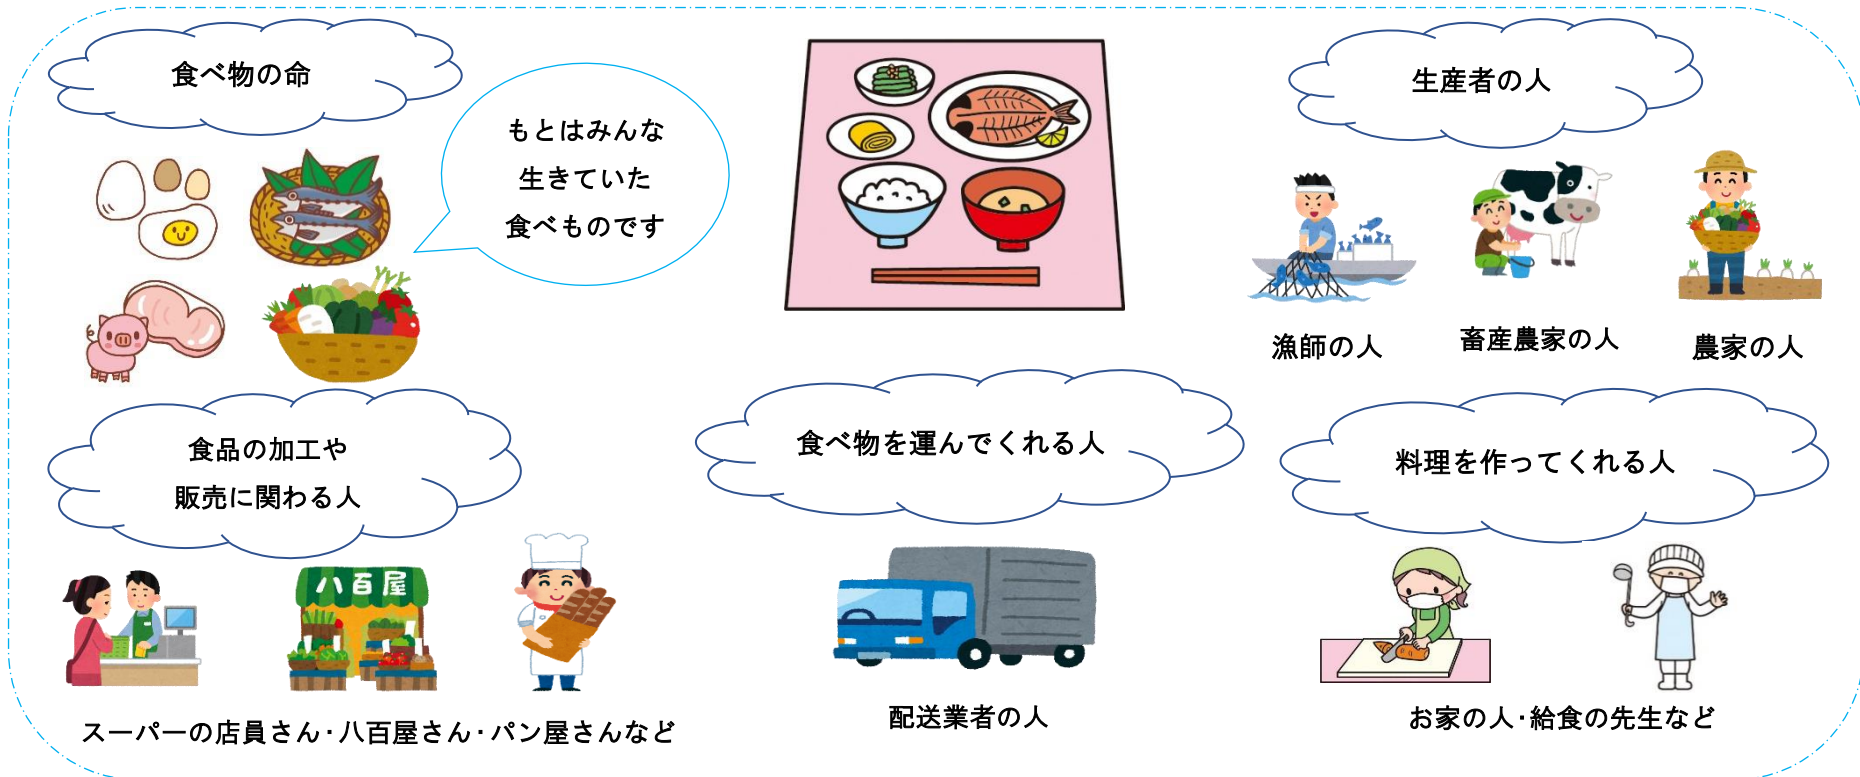 食べ物の命
もとはみんな
生きていた
食べものです
生産者の人
漁師の人
畜産農家の人
農家の人
食品の加工や
販売に関わる人
八百屋
スーパーの店員さん・八百屋さん・パン屋さんなど
食べ物を運んでくれる人
配送業者の人
料理を作ってくれる人
お家の人・給食の先生など